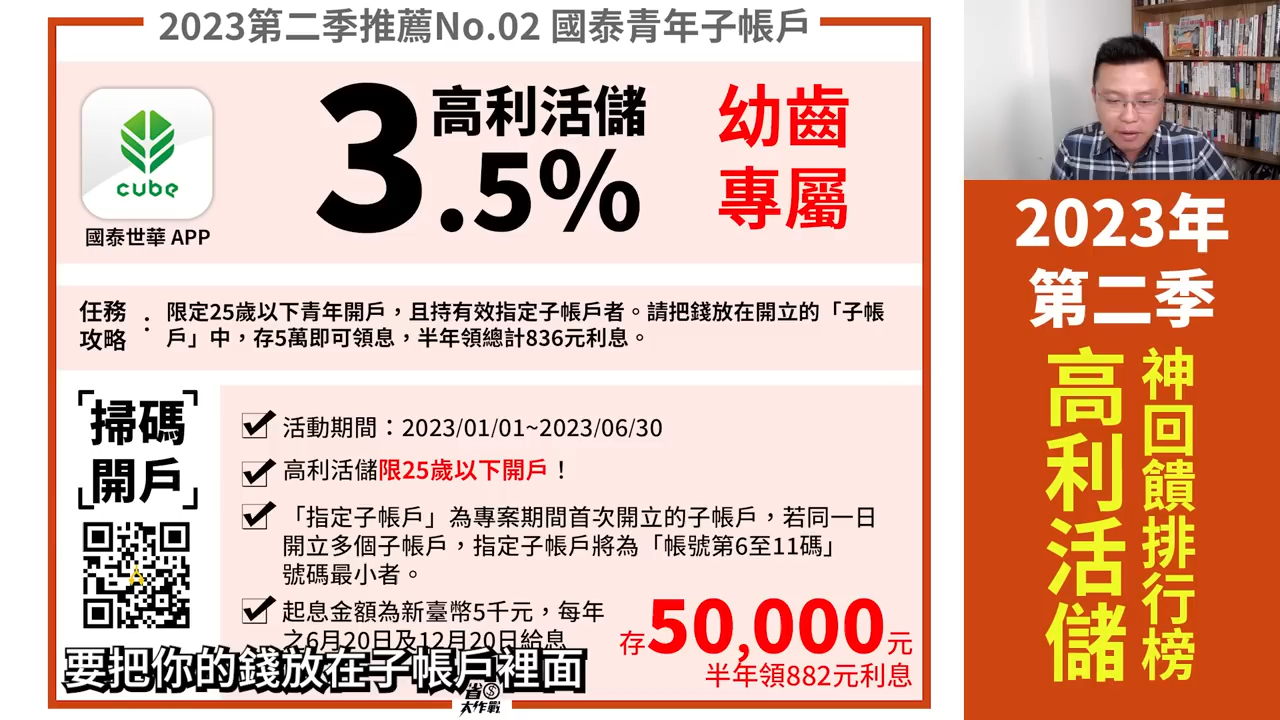 2023第二季推薦No.02 國泰青年子帳戶
cube
國泰世華 APP
高利活儲
3.5%
幼齒
專屬
任務
攻略
:
限定25歲以下青年開戶，且持有效指定子帳戶者。請把錢放在開立的「子帳
戶」中，存5萬即可領息，半年領總計836元利息。
掃碼
開戶
活動期間：2023/01/01~2023/06/30
高利活儲限25歲以下開戶！
「指定子帳戶」為專案期間首次開立的子帳戶，若同一日
開立多個子帳戶，指定子帳戶將為「帳號第6至11碼」
號碼最小者。
起息金額為新臺幣5千元，每年
之6月20日及12月20日給息
存50,000元
半年領882元利息
要把你的錢放在子帳戶裡面
省$
大作戰
2023年
第二季
神回饋排行榜
高利活儲